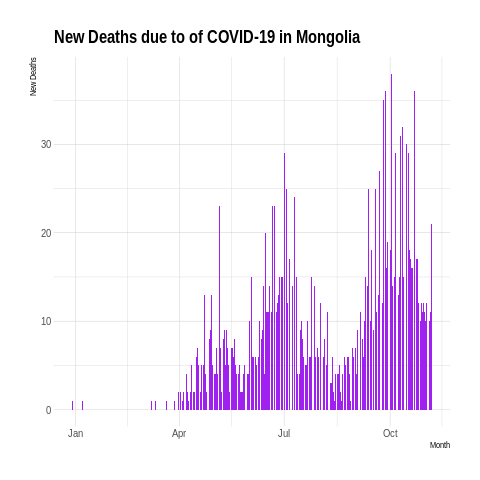 New Deaths due to of COVID-19 in Mongolia
New Deaths
30
20
10
0
Jan Apr Jul Oct
Month